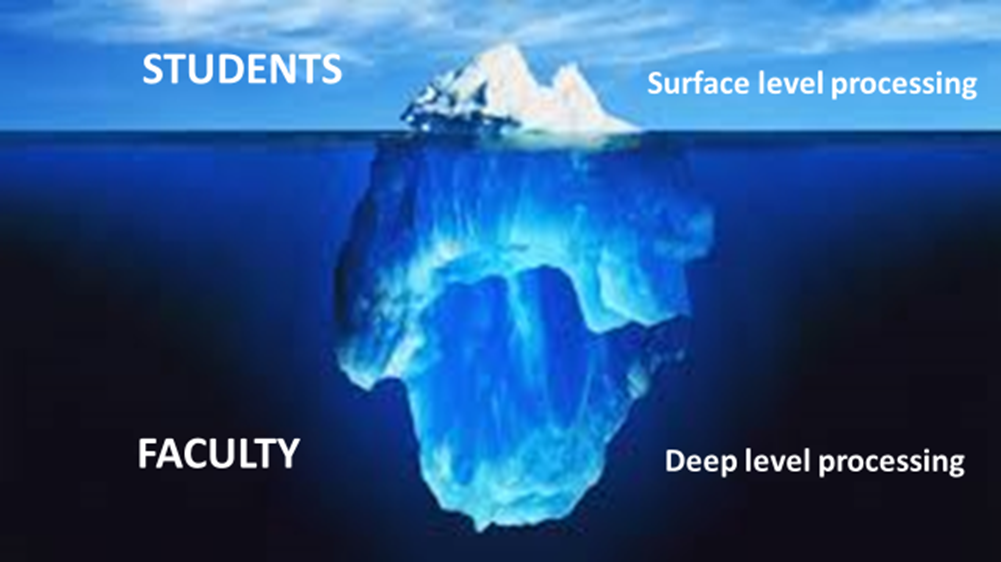 STUDENTS
Surface level processing
FACULTY
Deep level processing